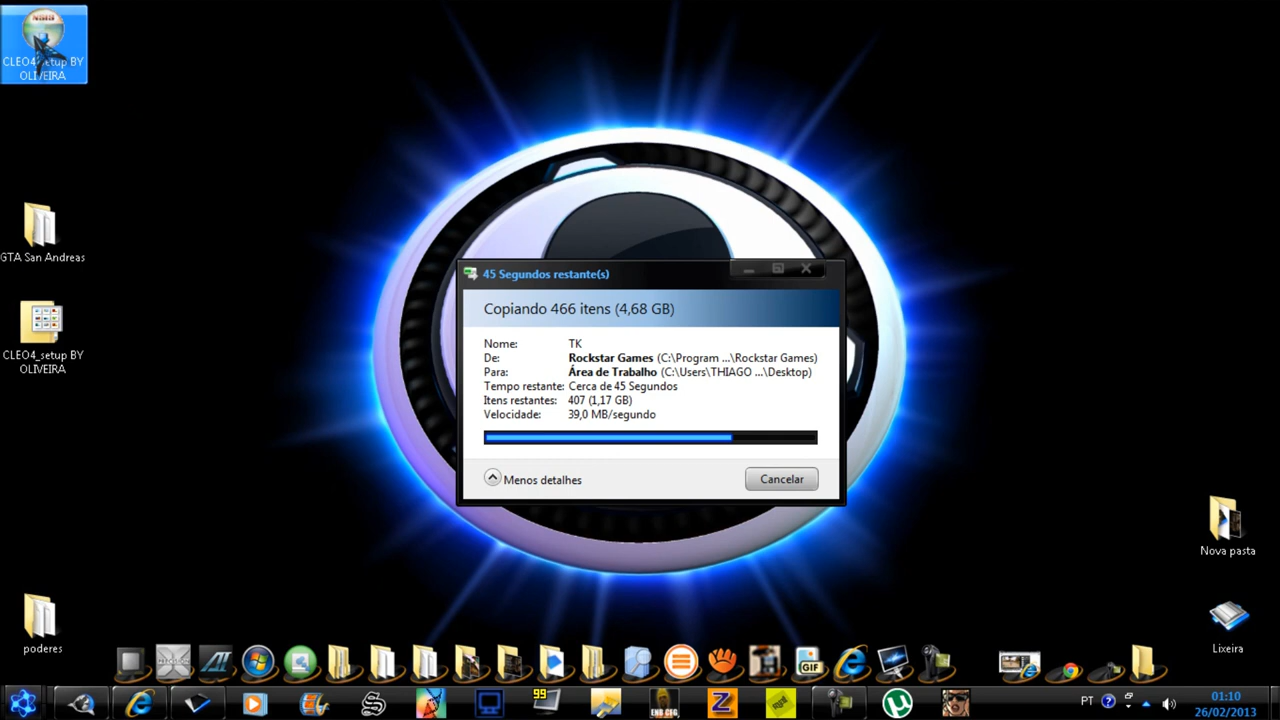 NSIS
CLEO4_setup BY
OLIVEIRA
GTA San Andreas
CLEO4_setup BY
OLIVEIRA
poderes
45 Segundos restante(s)
Copiando 466 itens (4,68 GB)
Nome: TK
De: Rockstar Games (C:\Program ...\Rockstar Games)
Para: Área de Trabalho (C:\Users\THIAGO ...\Desktop)
Tempo restante: Cerca de 45 Segundos
Itens restantes: 407 (1,17 GB)
Velocidade: 39,0 MB/segundo
Menos detalhes
Cancelar
Nova pasta
Lixeira
GIF
99
PT
01:10
26/02/2013